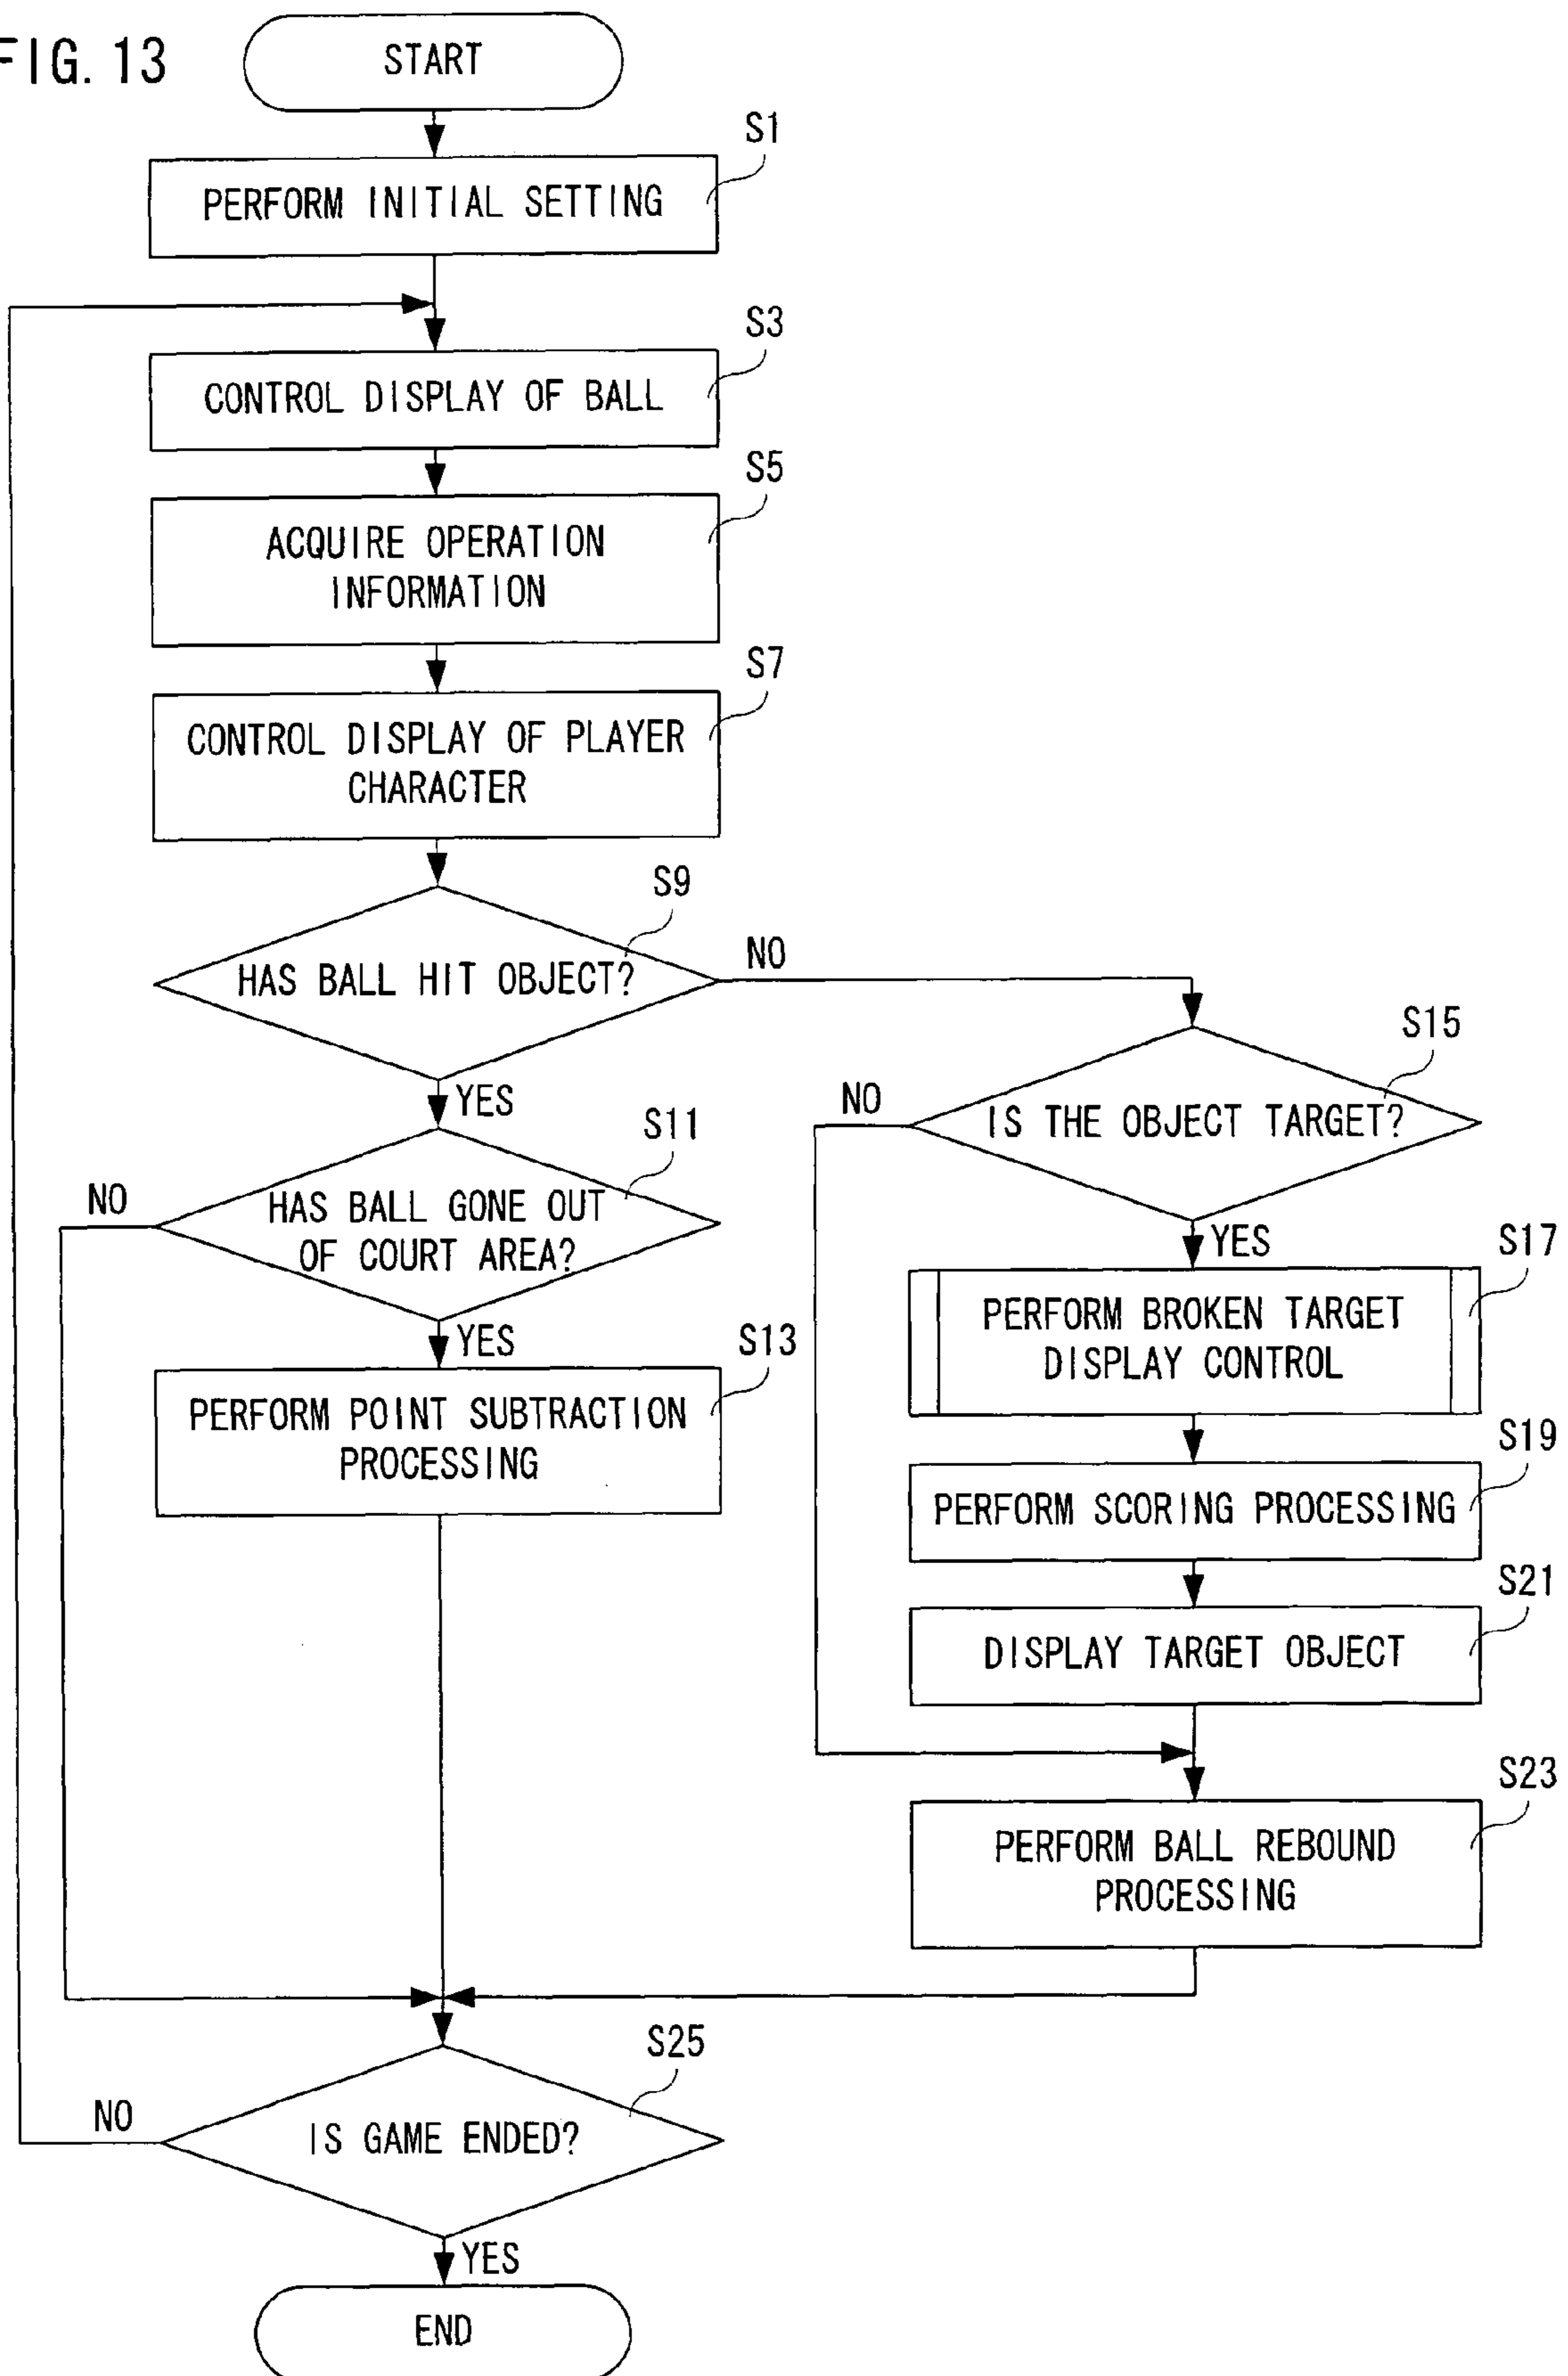 FIG. 13
START
S1
PERFORM INITIAL SETTING
S3
CONTROL DISPLAY OF BALL
S5
ACQUIRE OPERATION
INFORMATION
S7
CONTROL DISPLAY OF PLAYER
CHARACTER
S9
HAS BALL HIT OBJECT?
NO
YES
S15
IS THE OBJECT TARGET?
NO
YES
S11
HAS BALL GONE OUT
OF COURT AREA?
NO
YES
S13
PERFORM POINT SUBTRACTION
PROCESSING
S17
PERFORM BROKEN TARGET
DISPLAY CONTROL
S19
PERFORM SCORING PROCESSING
S21
DISPLAY TARGET OBJECT
S23
PERFORM BALL REBOUND
PROCESSING
S25
IS GAME ENDED?
NO
YES
END